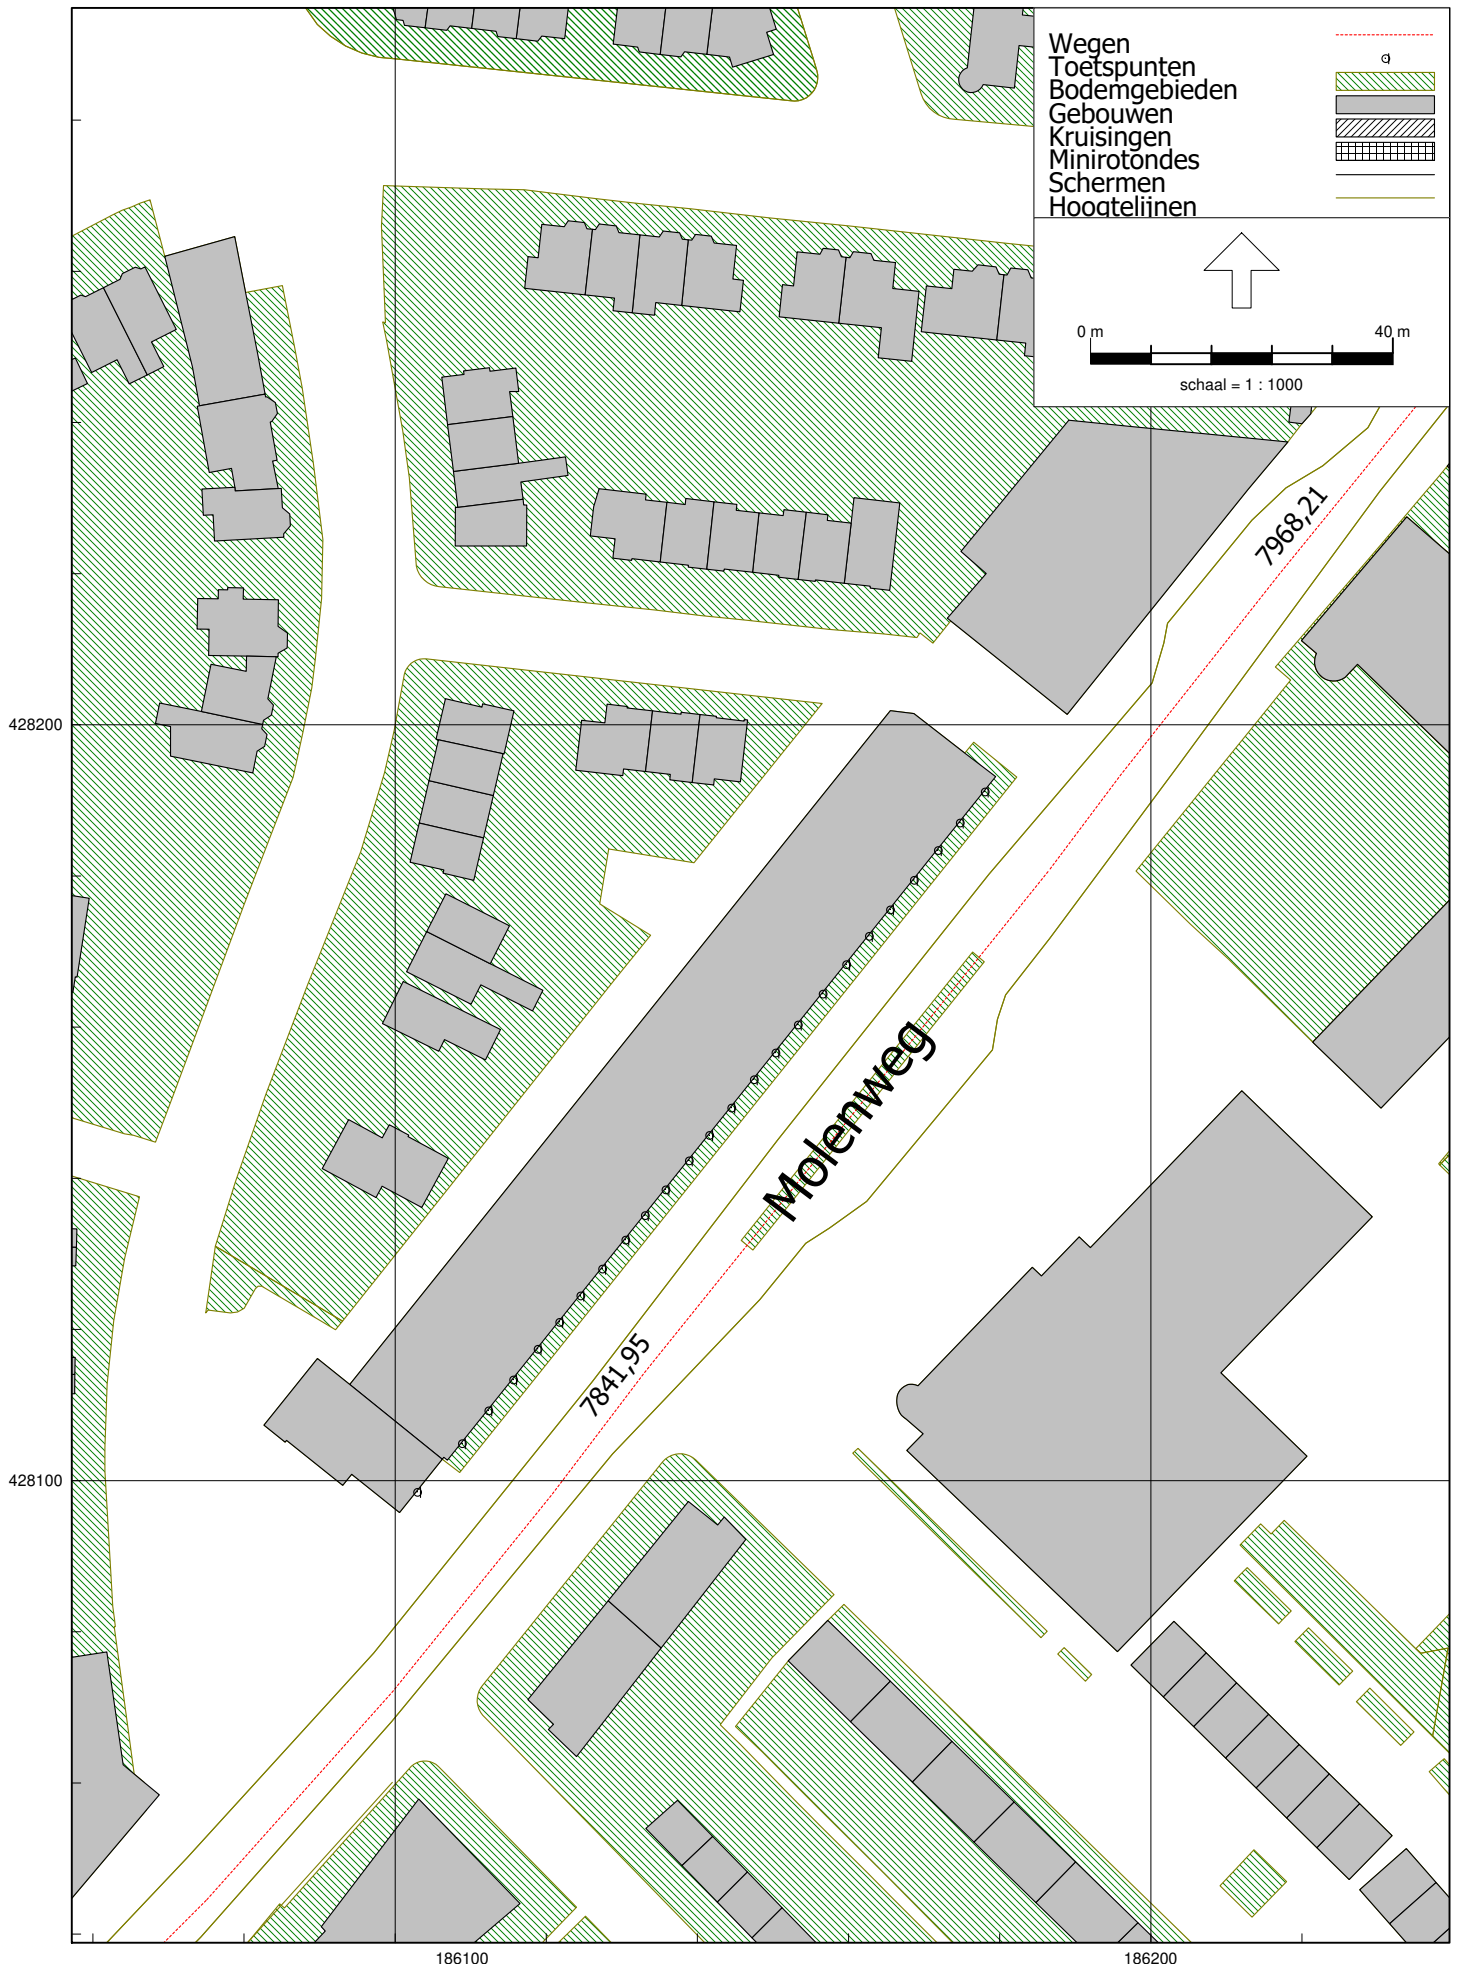 Wegen
Toetspunten
Bodemgebieden
Gebouwen
Kruisingen
Minirotondes
Schermen
Hoogtelijnen
0 m
40 m
schaal = 1 : 1000
7968,21
428200
Molenweg
7841,95
428100
186100
186200